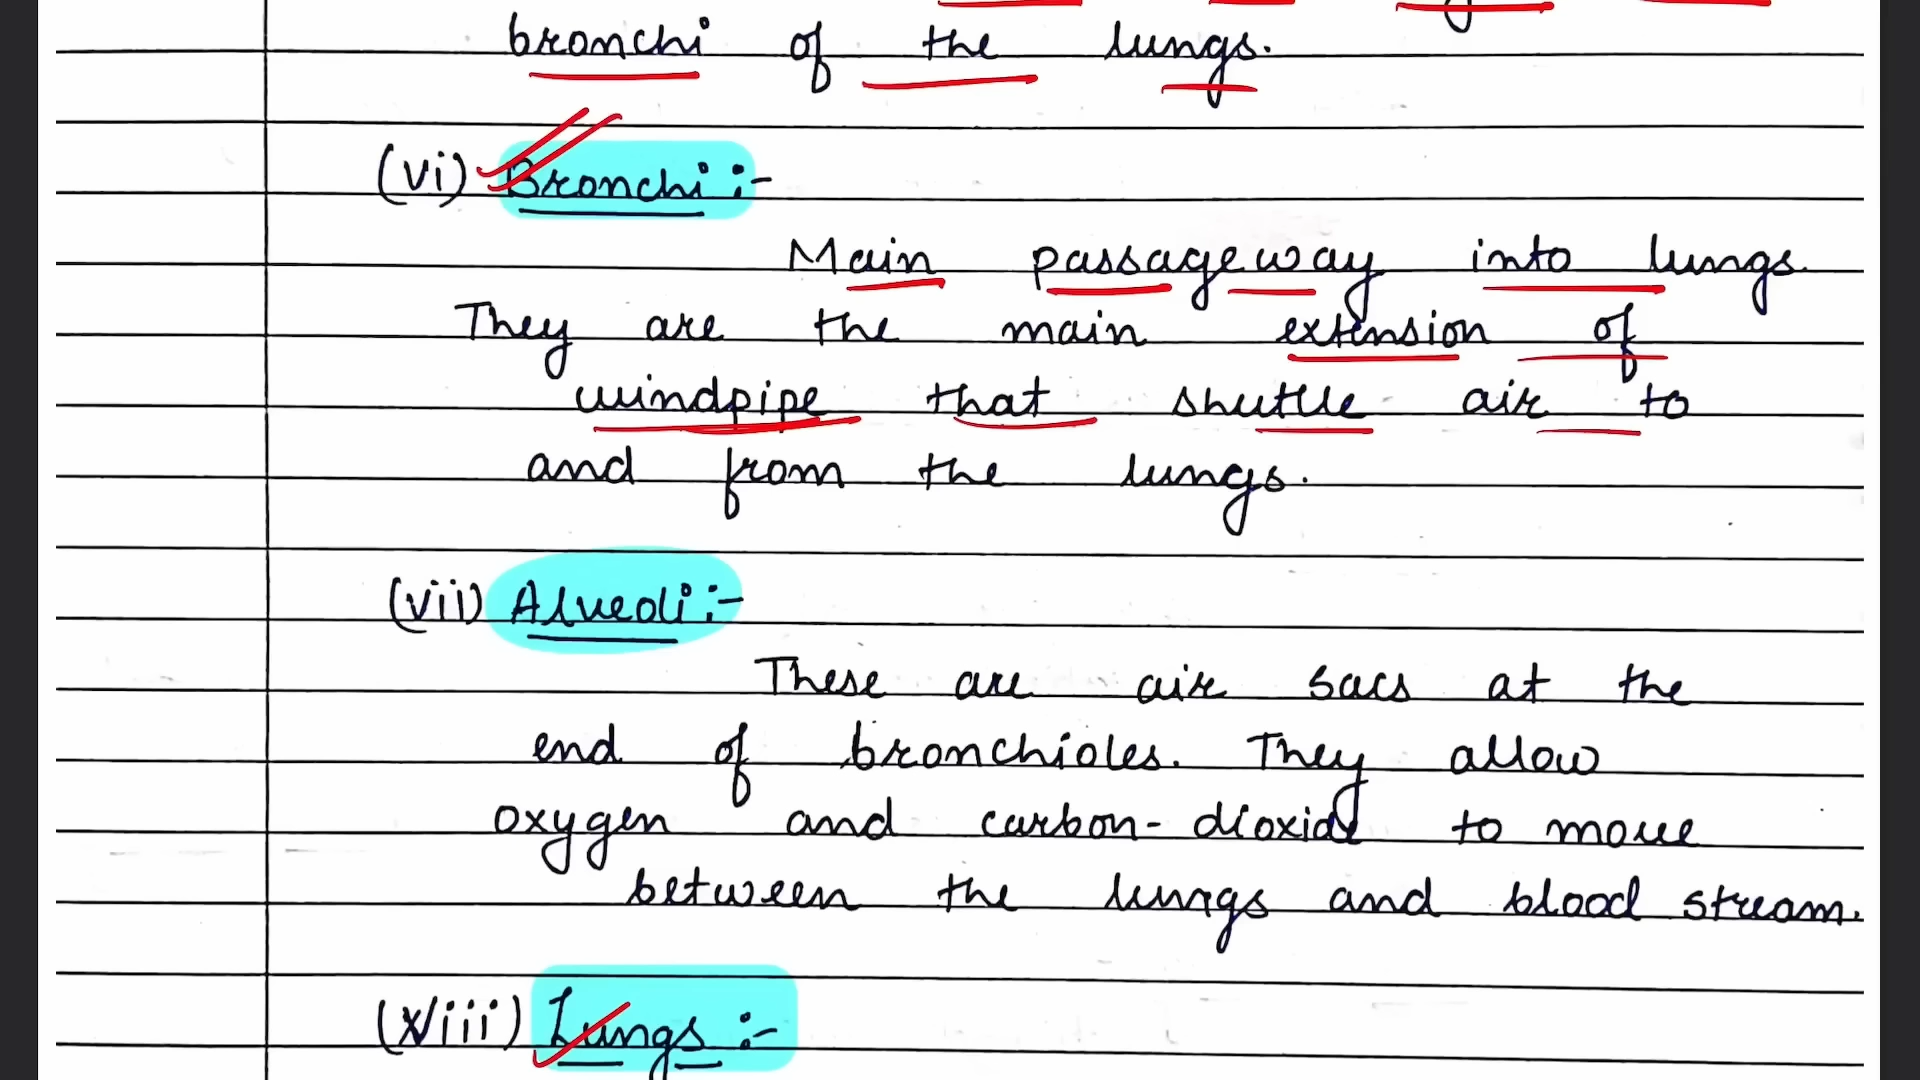 bronchi of the lungs.
(vi) Bronchi :-
Main passageway into lungs.
They are the main extension of
windpipe that shuttle air to
and from the lungs.
(vii) Alveoli :-
These are air sacs at the
end of bronchioles. They allow
oxygen and carbon-dioxide to move
between the lungs and blood stream.
(viii) Lungs :-